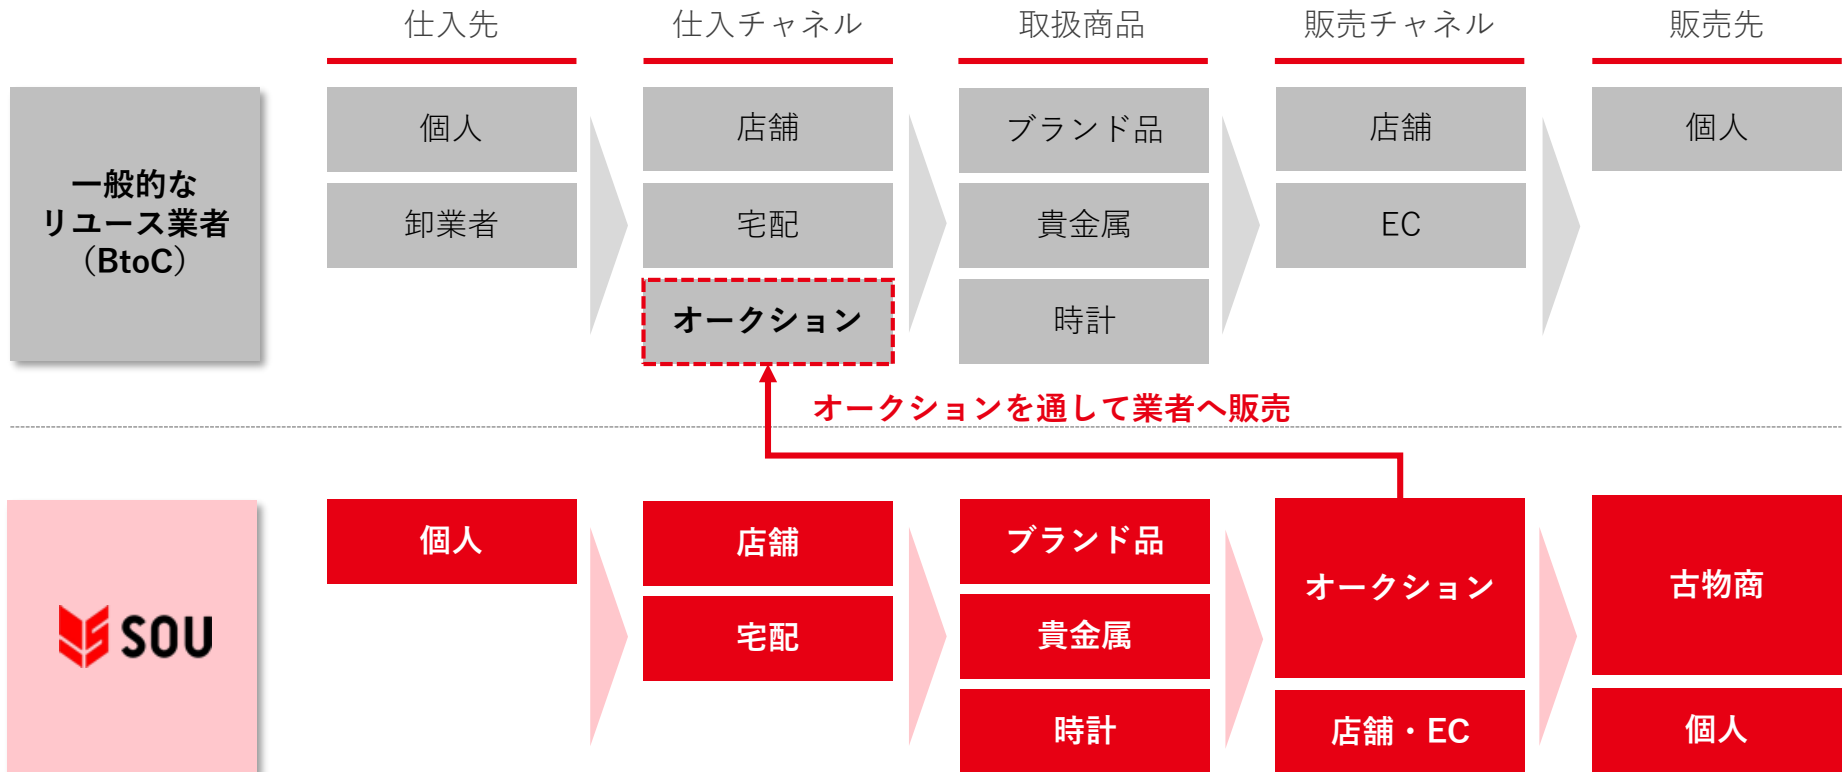 仕入先
仕入チャネル
取扱商品
販売チャネル
販売先
一般的な
リユース業者
（BtoC）
個人
卸業者
店舗
宅配
オークション
ブランド品
貴金属
時計
店舗
EC
個人
オークションを通して業者へ販売
SOU
個人
店舗
宅配
ブランド品
貴金属
時計
オークション
店舗・EC
古物商
個人